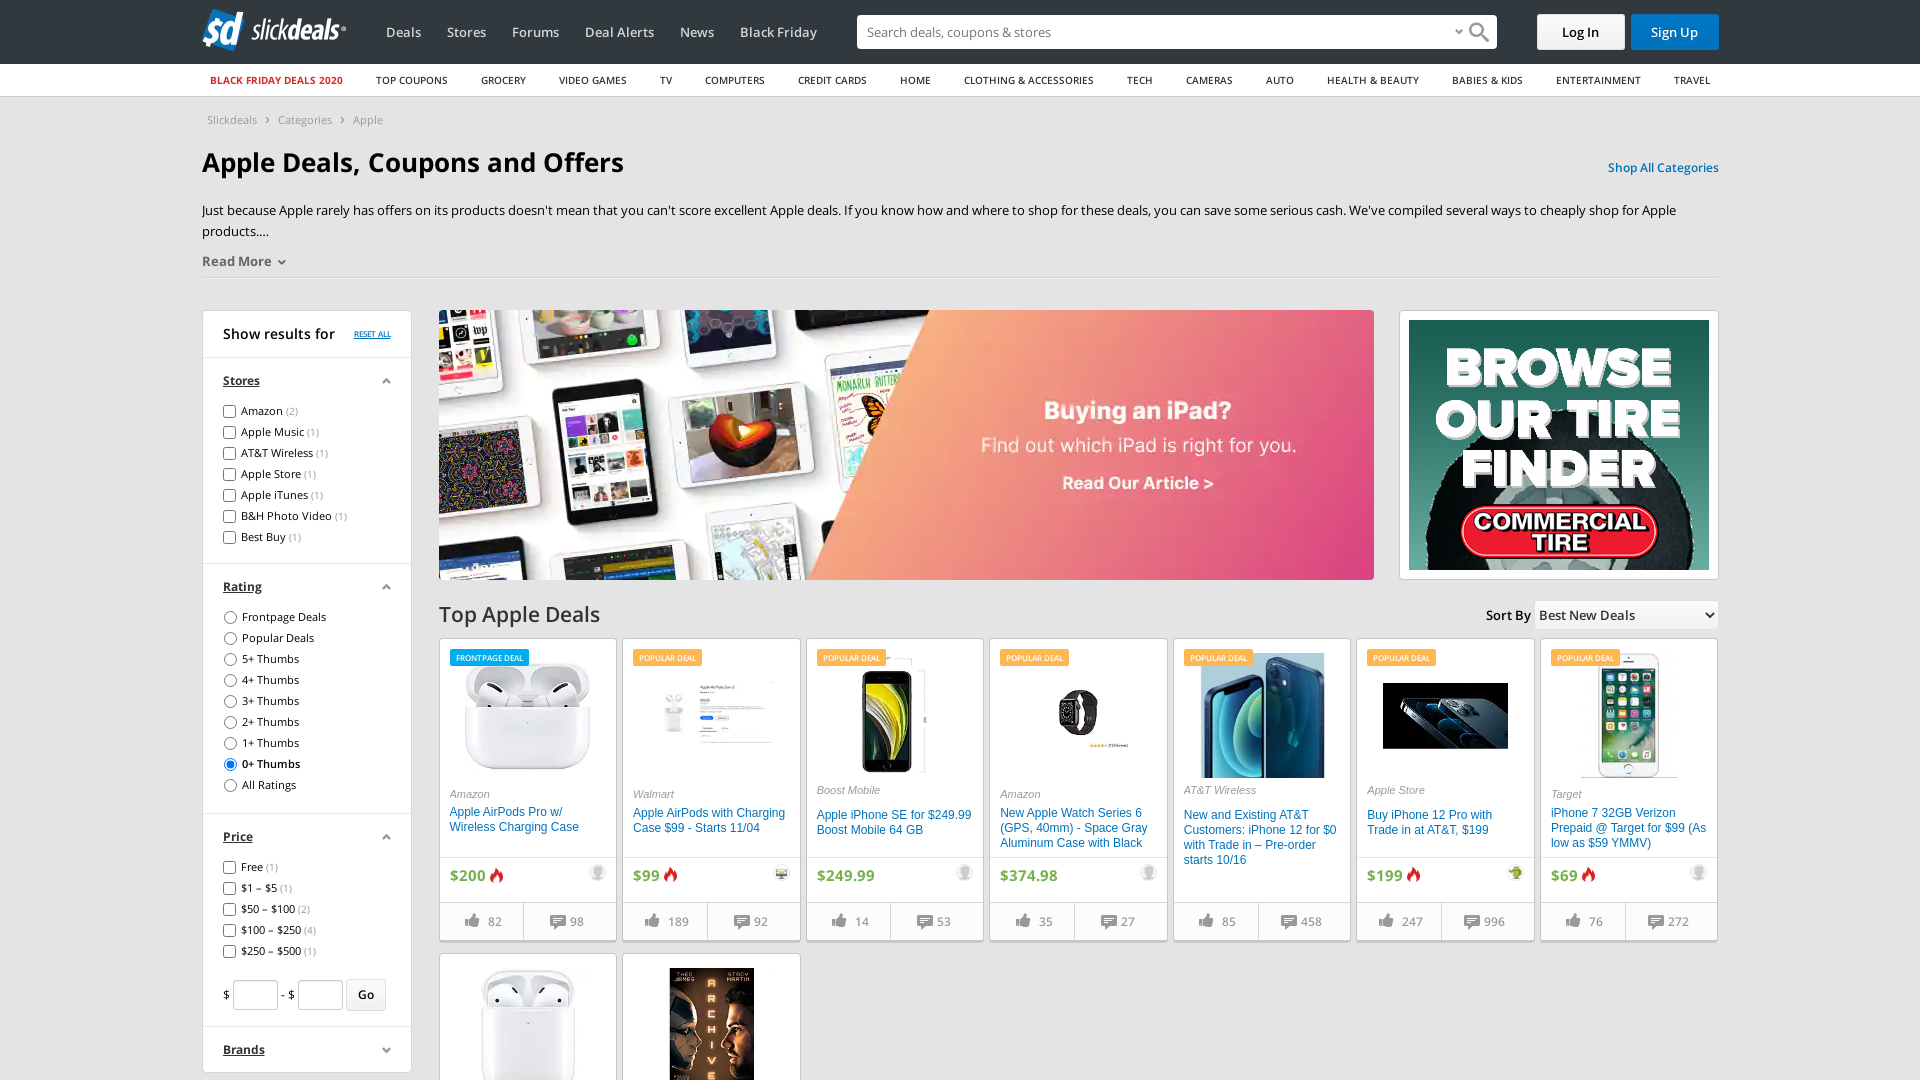 sd slickdeals
Deals
Stores
Forums
Deal Alerts
News
Black Friday
Search deals, coupons & stores
Log In
Sign Up
BLACK FRIDAY DEALS 2020
TOP COUPONS
GROCERY
VIDEO GAMES
TV
COMPUTERS
CREDIT CARDS
HOME
CLOTHING & ACCESSORIES
TECH
CAMERAS
AUTO
HEALTH & BEAUTY
BABIES & KIDS
ENTERTAINMENT
TRAVEL
Slickdeals > Categories > Apple
Apple Deals, Coupons and Offers
Shop All Categories
Just because Apple rarely has offers on its products doesn't mean that you can't score excellent Apple deals. If you know how and where to shop for these deals, you can save some serious cash. We've compiled several ways to cheaply shop for Apple
products....
Read More
Show results for
RESET ALL
Stores
Amazon (2)
Apple Music (1)
AT&T Wireless (1)
Apple Store (1)
Apple iTunes (1)
B&H Photo Video (1)
Best Buy (1)
Rating
Frontpage Deals
Popular Deals
5+ Thumbs
4+ Thumbs
3+ Thumbs
2+ Thumbs
1+ Thumbs
0+ Thumbs
All Ratings
Price
Free (1)
$1 – $5 (1)
$50 – $100 (2)
$100 – $250 (4)
$250 – $500 (1)
$ - $ Go
Brands
MONARCH BUTTERF
Buying an iPad?
Find out which iPad is right for you.
Read Our Article >
BROWSE
OUR TIRE
FINDER
COMMERCIAL
TIRE
Top Apple Deals
Sort By Best New Deals
FRONTPAGE DEAL
Amazon
Apple AirPods Pro w/
Wireless Charging Case
$200
82
98
POPULAR DEAL
Walmart
Apple AirPods with Charging
Case $99 - Starts 11/04
$99
189
92
POPULAR DEAL
Boost Mobile
Apple iPhone SE for $249.99
Boost Mobile 64 GB
$249.99
14
53
POPULAR DEAL
Amazon
New Apple Watch Series 6
(GPS, 40mm) - Space Gray
Aluminum Case with Black
$374.98
35
27
POPULAR DEAL
AT&T Wireless
New and Existing AT&T
Customers: iPhone 12 for $0
with Trade in – Pre-order
starts 10/16
85
458
POPULAR DEAL
Apple Store
Buy iPhone 12 Pro with
Trade in at AT&T, $199
$199
247
996
POPULAR DEAL
Target
iPhone 7 32GB Verizon
Prepaid @ Target for $99 (As
low as $59 YMMV)
$69
76
272
THEO JAMES
STACY MARTIN
ARCHIVE